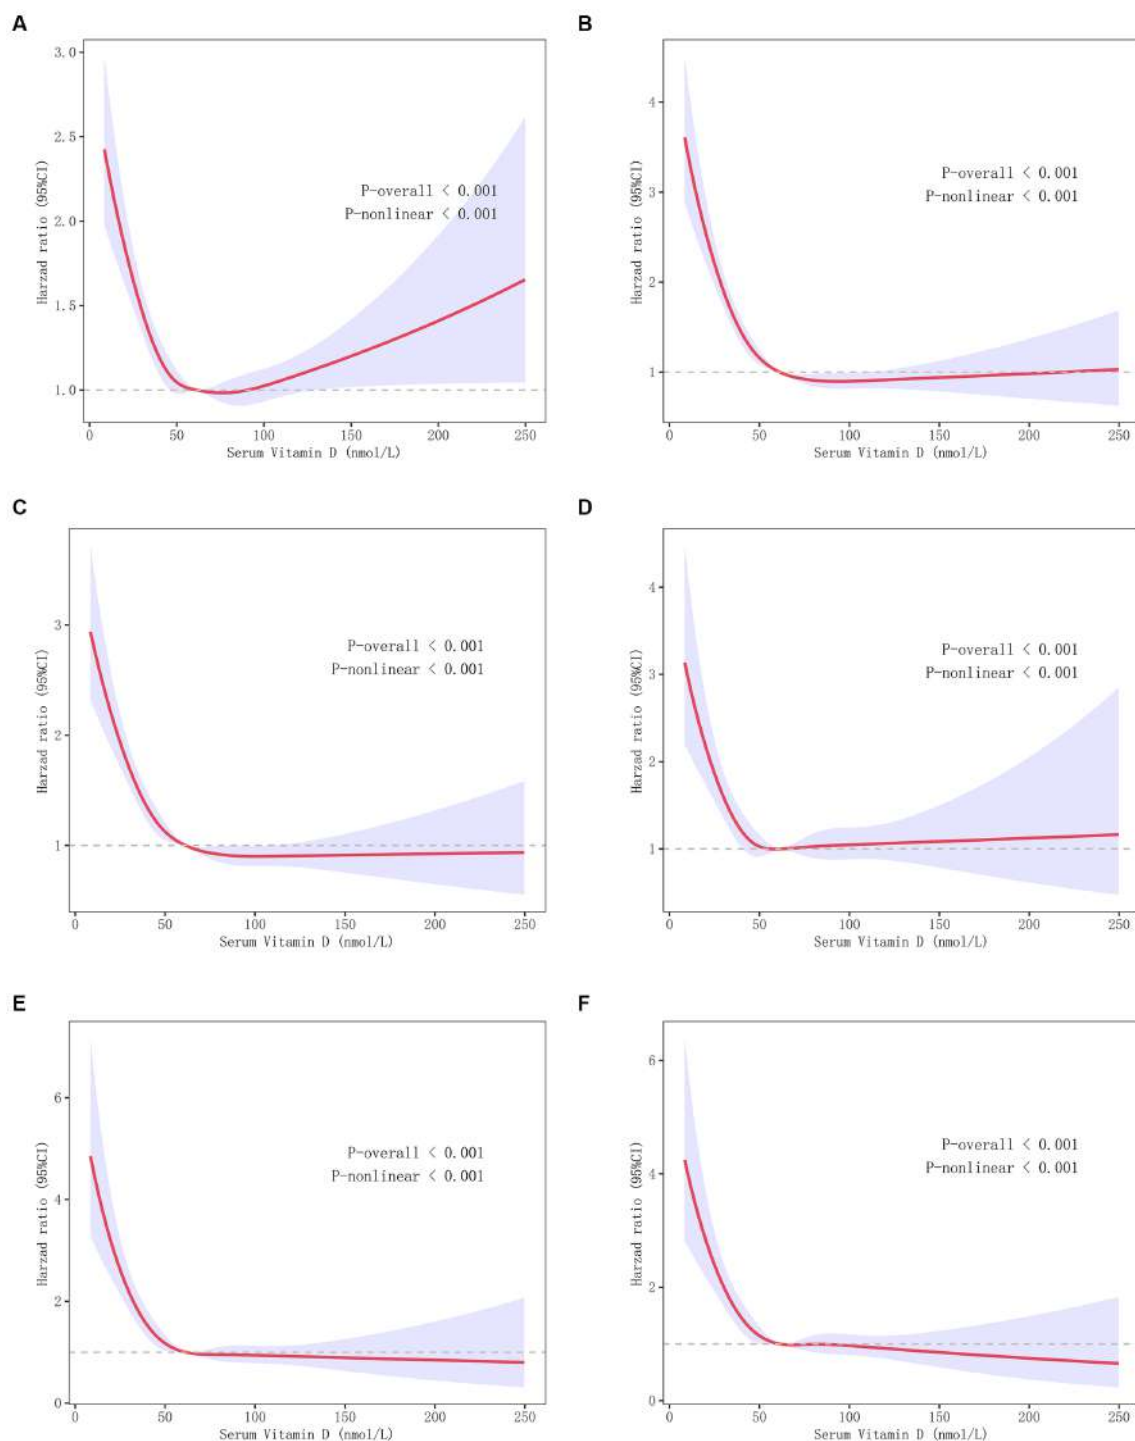 A
3.0
2.5
2.0
1.5
1.0
Harzad ratio (95%CI)
P-overall < 0.001
P-nonlinear < 0.001
0 50 100 150 200 250
Serum Vitamin D (nmol/L)
B
4
3
2
1
Harzad ratio (95%CI)
P-overall < 0.001
P-nonlinear < 0.001
0 50 100 150 200 250
Serum Vitamin D (nmol/L)
C
3
2
1
Harzad ratio (95%CI)
P-overall < 0.001
P-nonlinear < 0.001
0 50 100 150 200 250
Serum Vitamin D (nmol/L)
D
4
3
2
1
Harzad ratio (95%CI)
P-overall < 0.001
P-nonlinear < 0.001
0 50 100 150 200 250
Serum Vitamin D (nmol/L)
E
6
4
2
0
Harzad ratio (95%CI)
P-overall < 0.001
P-nonlinear < 0.001
0 50 100 150 200 250
Serum Vitamin D (nmol/L)
F
6
4
2
0
Harzad ratio (95%CI)
P-overall < 0.001
P-nonlinear < 0.001
0 50 100 150 200 250
Serum Vitamin D (nmol/L)